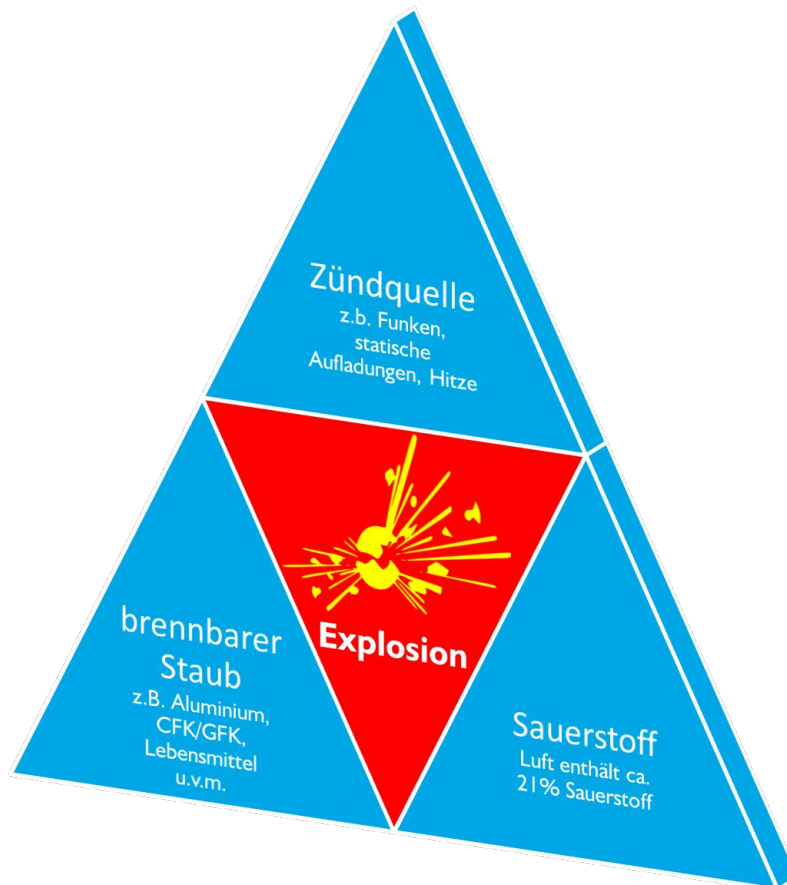 Zündquelle
z.b. Funken,
statische
Aufladungen, Hitze
Explosion
brennbarer
Staub
z.B. Aluminium,
CFK/GFK,
Lebensmittel
u.v.m.
Sauerstoff
Luft enthält ca.
21% Sauerstoff